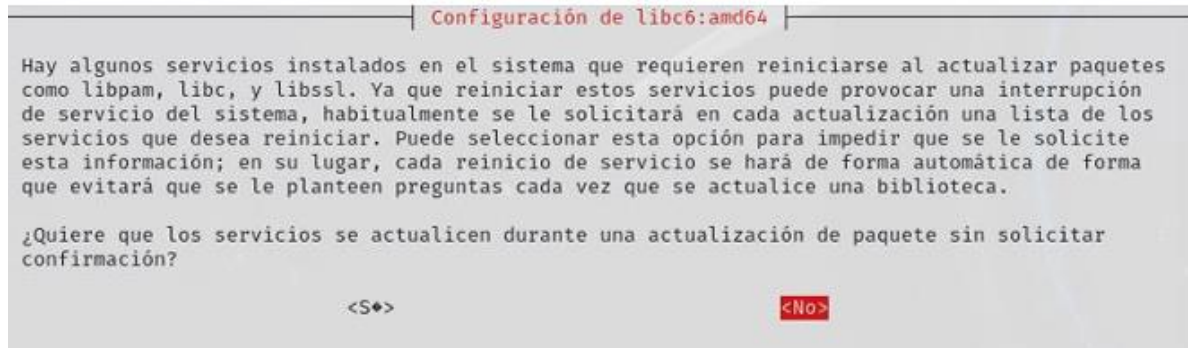 Configuración de libc6:amd64
Hay algunos servicios instalados en el sistema que requieren reiniciarse al actualizar paquetes
como libpam, libc, y libssl. Ya que reiniciar estos servicios puede provocar una interrupción
de servicio del sistema, habitualmente se le solicitará en cada actualización una lista de los
servicios que desea reiniciar. Puede seleccionar esta opción para impedir que se le solicite
esta información; en su lugar, cada reinicio de servicio se hará de forma automática de forma
que evitará que se le planteen preguntas cada vez que se actualice una biblioteca.
¿Quiere que los servicios se actualicen durante una actualización de paquete sin solicitar
confirmación?
<S�> <No>